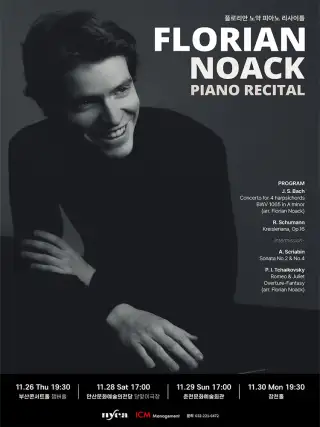 플로리안 노악 피아노 리사이틀
FLORIAN
NOACK
PIANO RECITAL
PROGRAM
J. S. Bach
Concerto for 4 harpsichords
BWV 1065 in A minor
(arr. Florian Noack)
R. Schumann
Kreisleriana, Op.16
Intermission
A. Scriabin
Sonata No.2 & No.4
P. I. Tchaikovsky
Romeo & Juliet
Overture-Fantasy
(arr. Florian Noack)
11.26 Thu 19:30
부산콘서트홀 챔버홀
11.28 Sat 17:00
안산문화예술의전당 달맞이극장
11.29 Sun 17:00
춘천문화예술회관
11.30 Mon 19:30
ICM Management